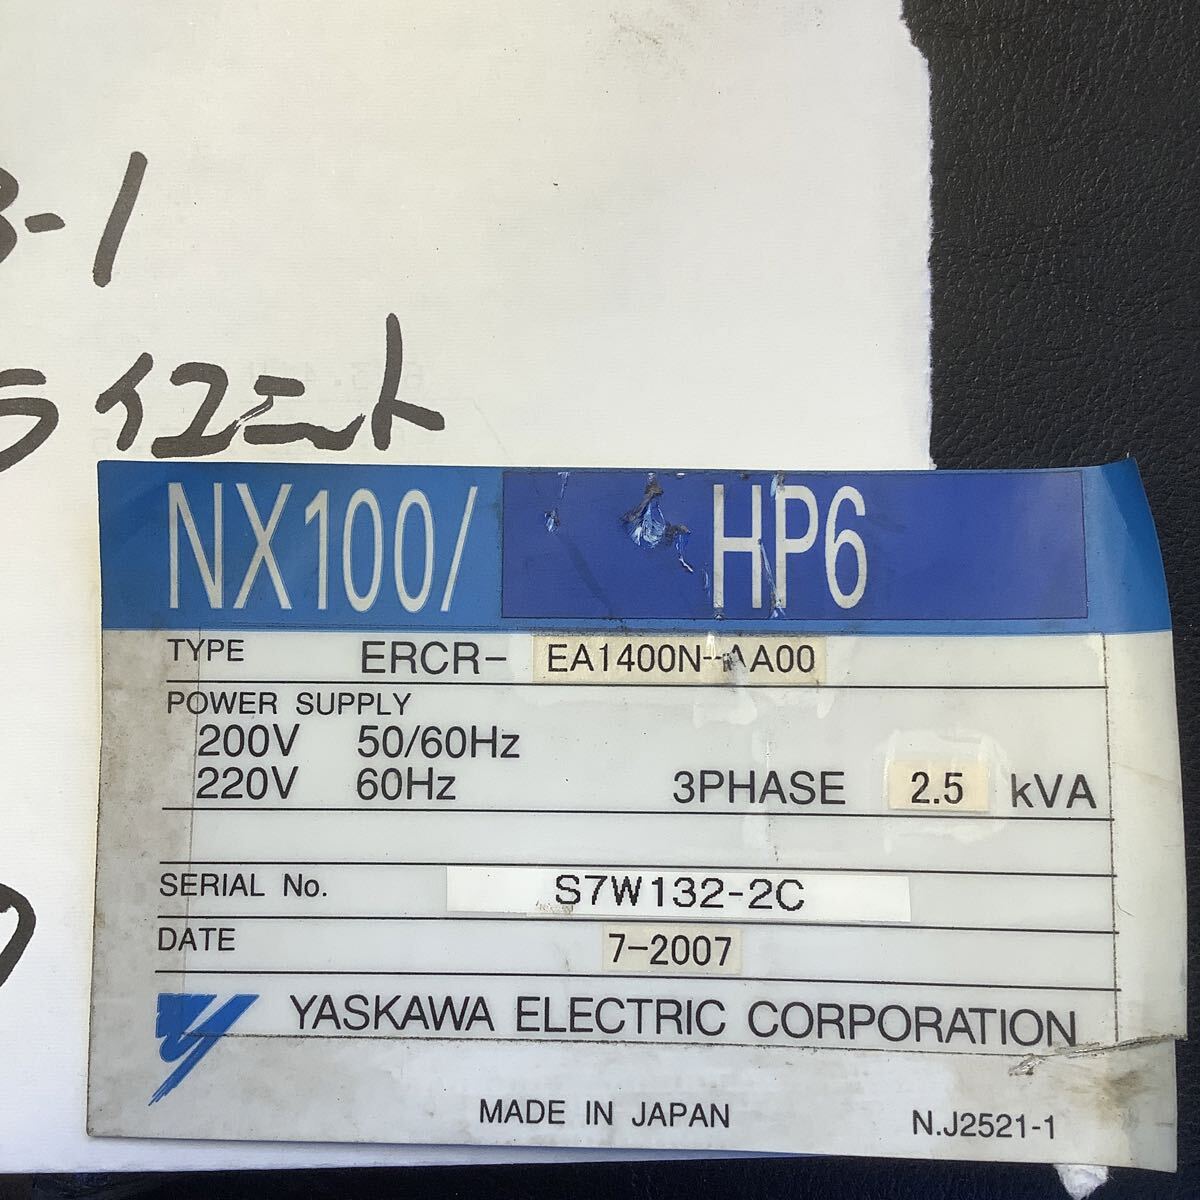 3-1
ライユニット
NX100/ HP6
TYPE ERCR- EA1400N-AA00
POWER SUPPLY
200V 50/60Hz
220V 60Hz 3PHASE 2.5 kVA
SERIAL No. S7W132-2C
DATE 7-2007
YASKAWA ELECTRIC CORPORATION
MADE IN JAPAN N.J2521-1